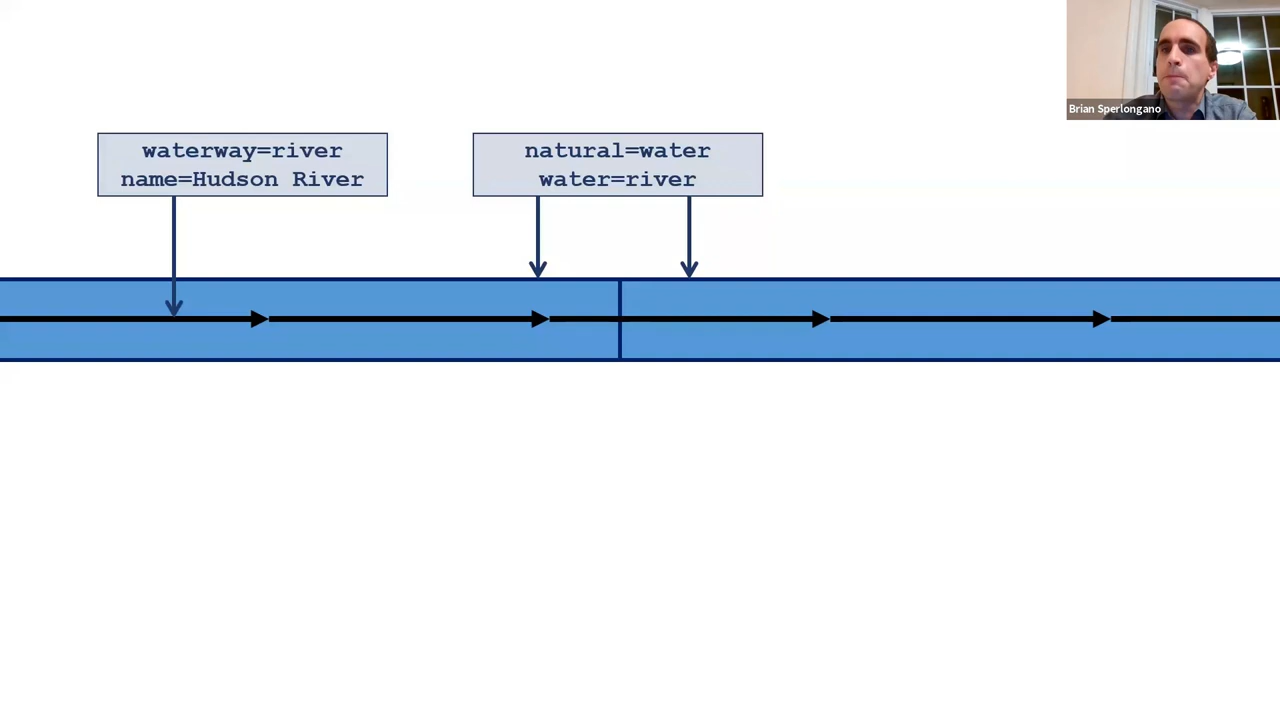 Brian Sperlongano
waterway=river
name=Hudson River
natural=water
water=river